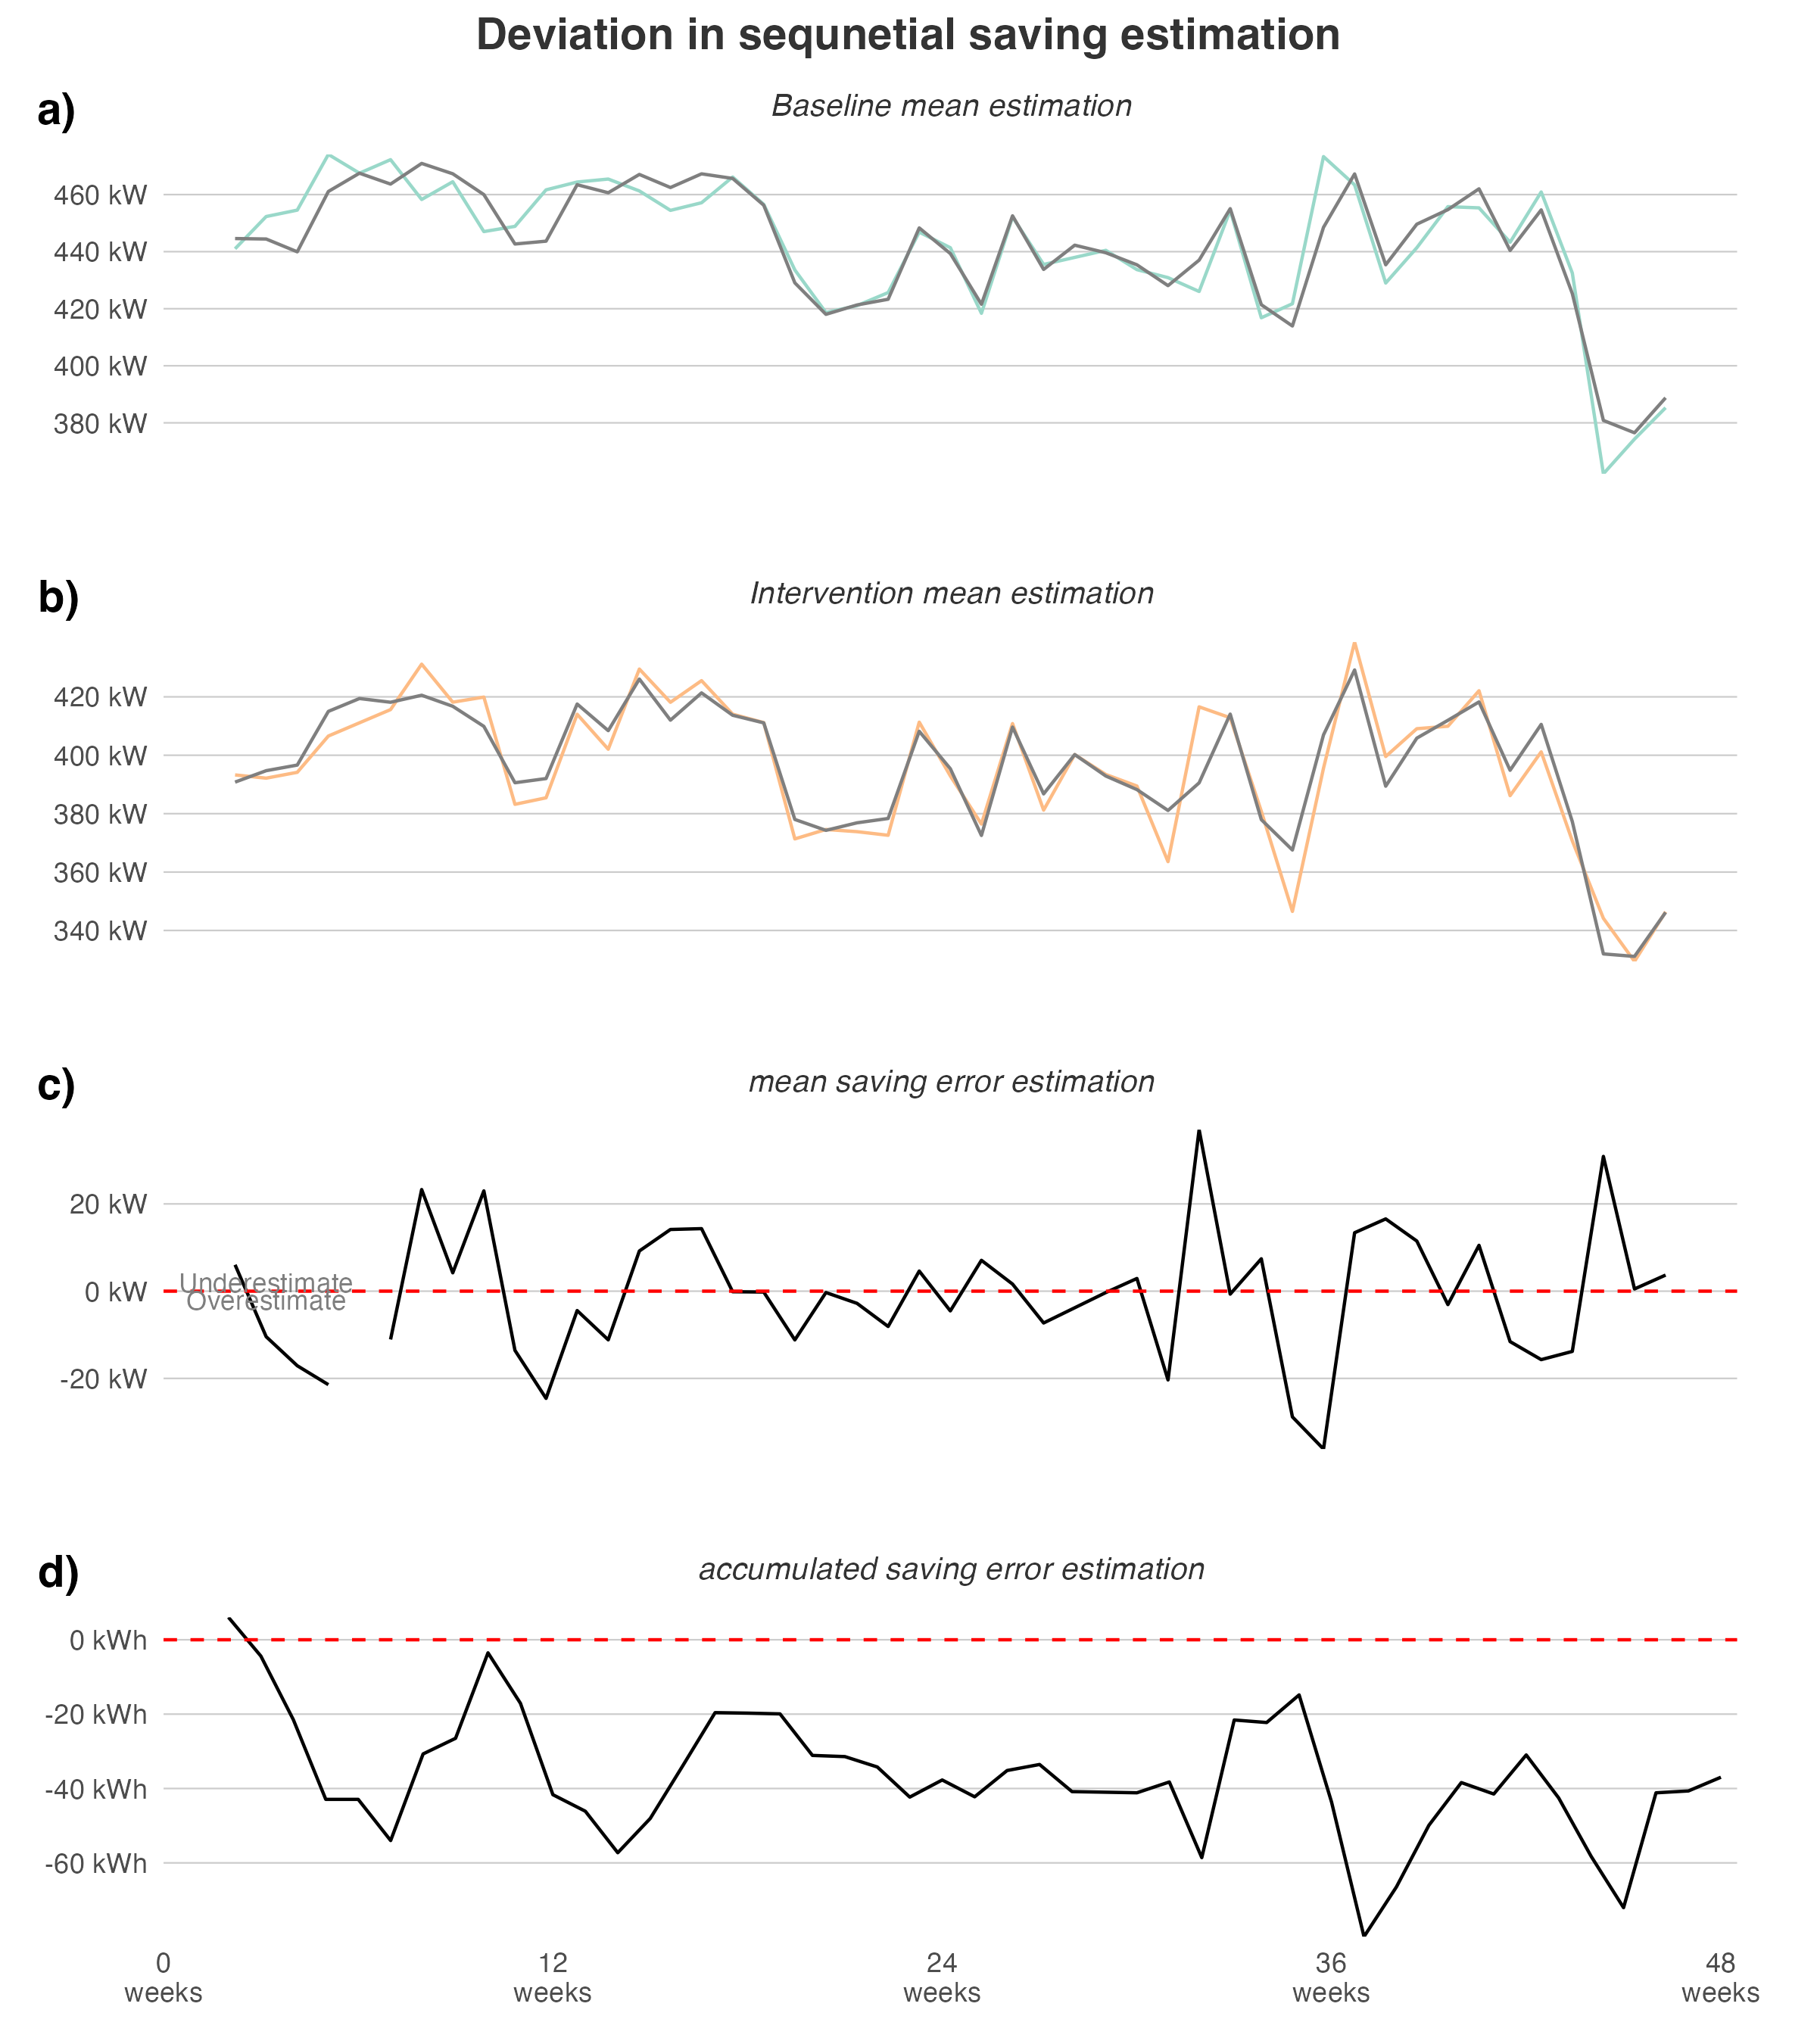 Deviation in sequnetial saving estimation
a)
Baseline mean estimation
460 kW
440 kW
420 kW
400 kW
380 kW
b)
Intervention mean estimation
420 kW
400 kW
380 kW
360 kW
340 kW
c)
mean saving error estimation
20 kW
Underestimate
0 kW
Overestimate
-20 kW
d)
accumulated saving error estimation
0 kWh
-20 kWh
-40 kWh
-60 kWh
0 12 24 36 48
weeks weeks weeks weeks weeks